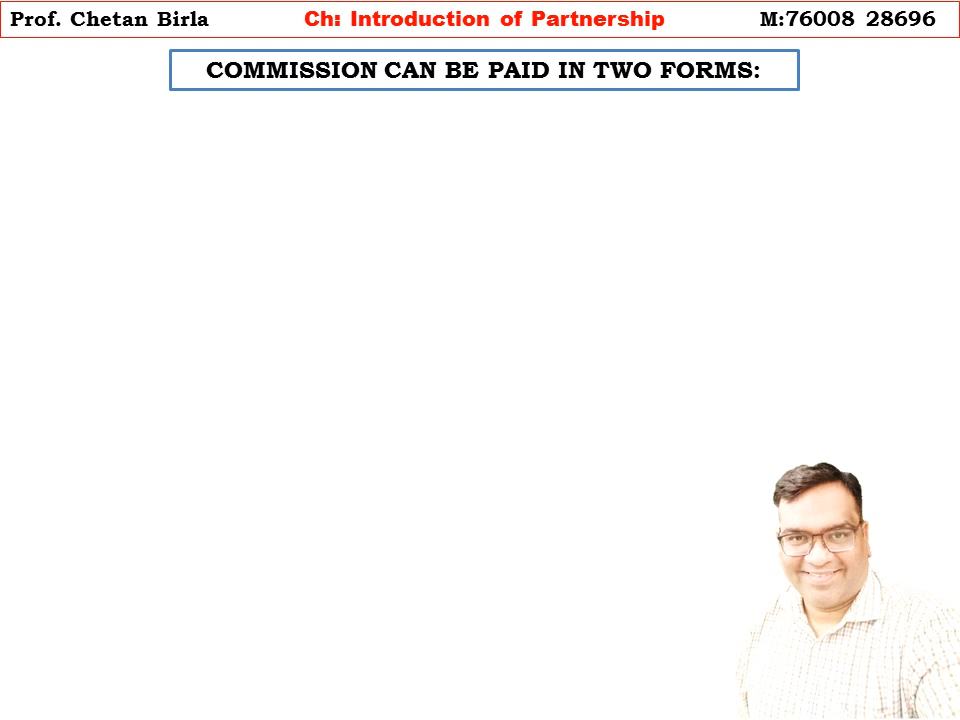 Prof. Chetan Birla Ch: Introduction of Partnership M:76008 28696
COMMISSION CAN BE PAID IN TWO FORMS: